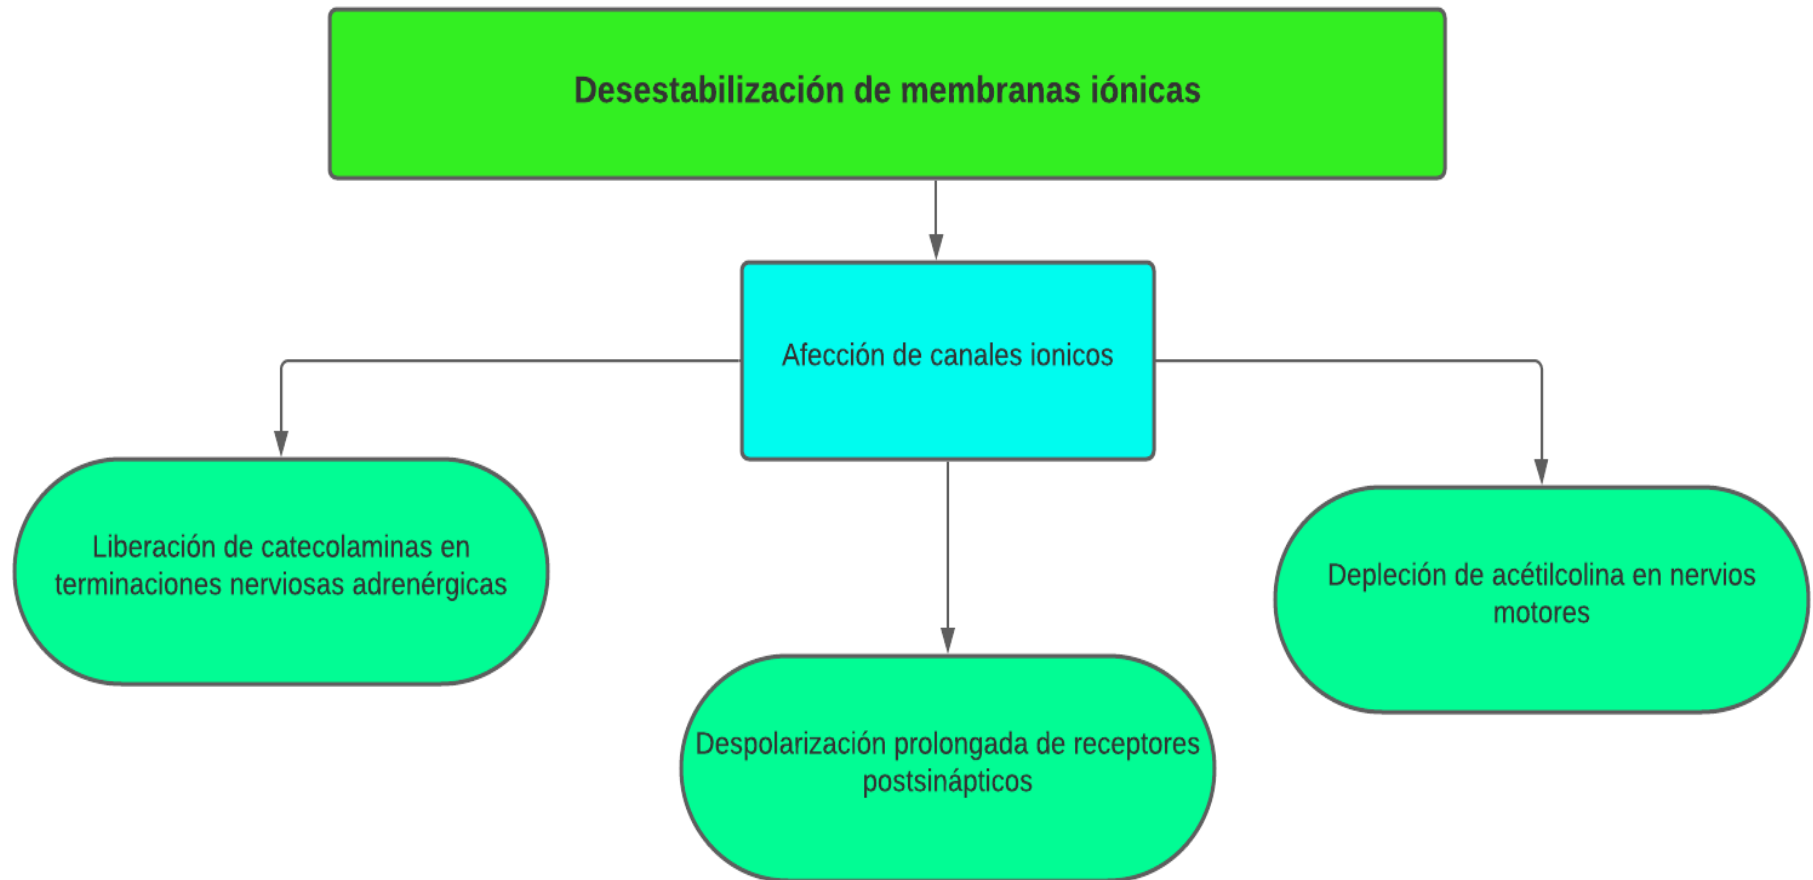 Desestabilización de membranas iónicas
Afección de canales ionicos
Liberación de catecolaminas en
terminaciones nerviosas adrenérgicas
Depleción de acétilcolina en nervios
motores
Despolarización prolongada de receptores
postsinápticos